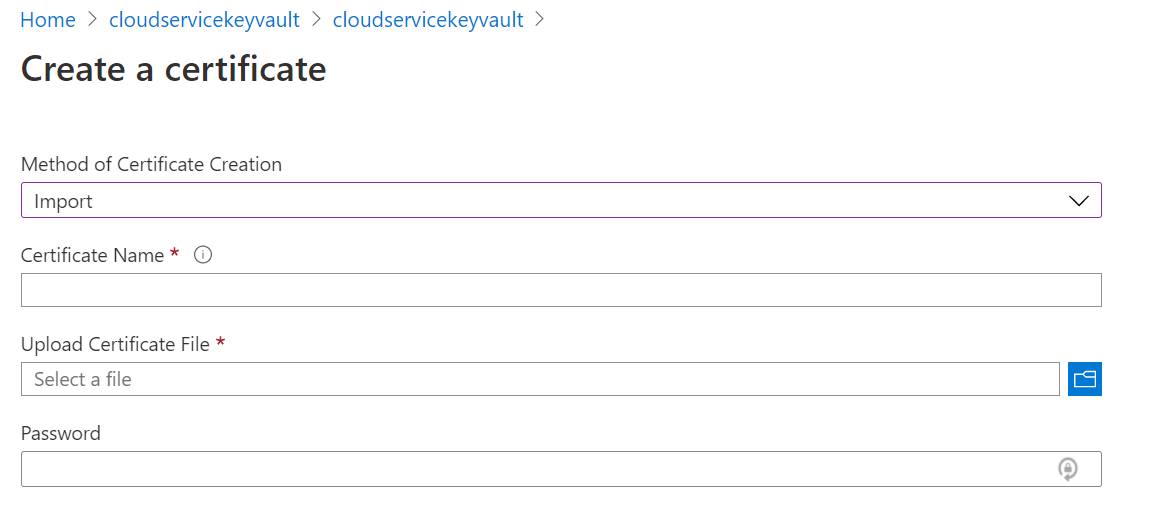 Home > cloudservicekeyvault > cloudservicekeyvault >
Create a certificate
Method of Certificate Creation
Import
Certificate Name *
Upload Certificate File *
Select a file
Password